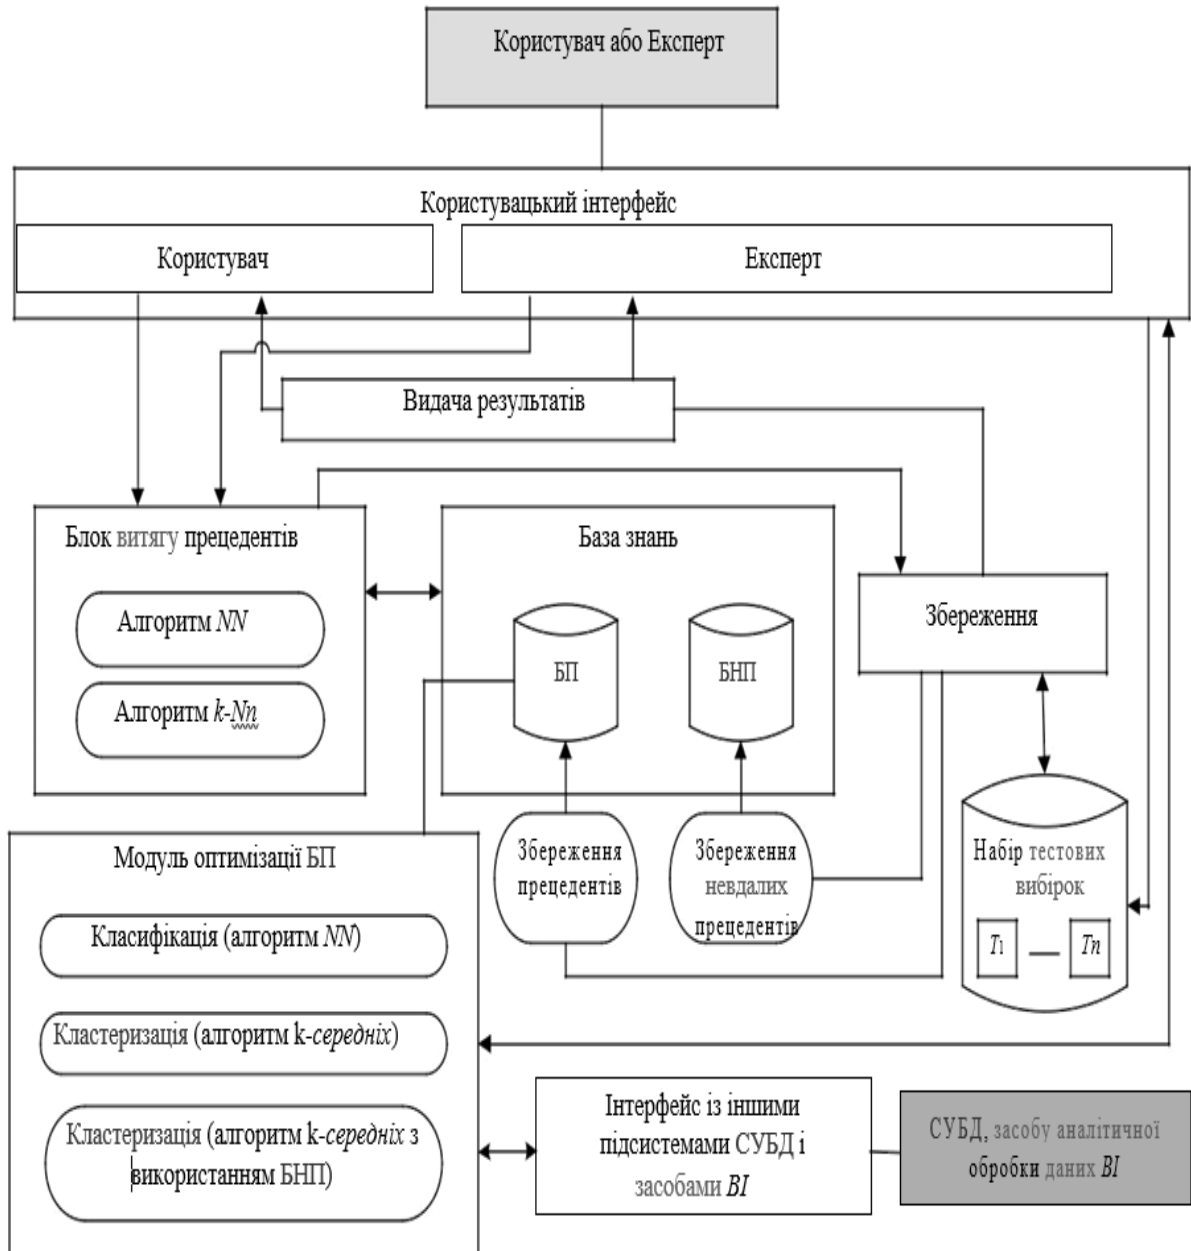 Користувач або Експерт
Користувацький інтерфейс
Користувач
Експерт
Видача результатів
Блок витягу прецедентів
Алгоритм NN
Алгоритм k-Nn
База знань
БП
БНП
Збереження
Збереження
прецедентів
Збереження
невдалих
прецедентів
Набір тестових
вибірок
T1 — Tn
Модуль оптимізації БП
Класифікація (алгоритм NN)
Кластеризація (алгоритм k-середніх)
Кластеризація (алгоритм k-середніх з
використанням БНП)
Інтерфейс із іншими
підсистемами СУБД і
засобами BI
СУБД, засобу аналітичної
обробки даних BI